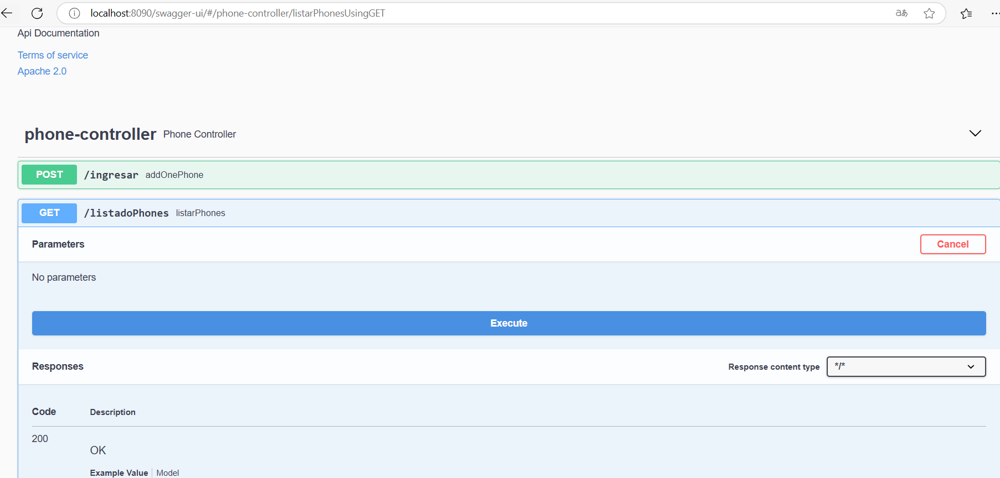 localhost:8090/swagger-ui/#/phone-controller/listarPhonesUsingGET
aあ
Api Documentation
Terms of service
Apache 2.0
phone-controller Phone Controller
POST /ingresar addOnePhone
GET /listadoPhones listarPhones
Parameters Cancel
No parameters
Execute
Responses Response content type */*
Code Description
200
OK
Example Value Model